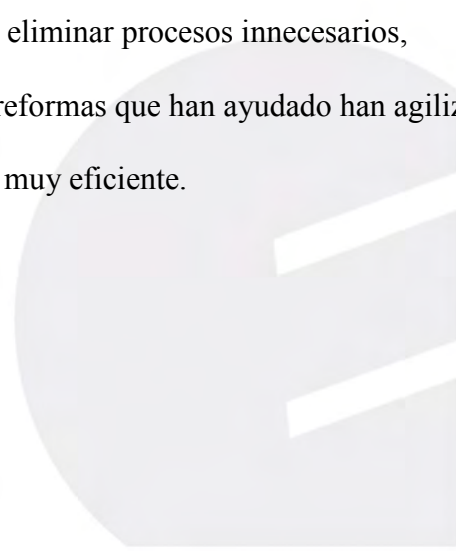 eliminar procesos innecesarios,
reformas que han ayudado han agiliz
muy eficiente.